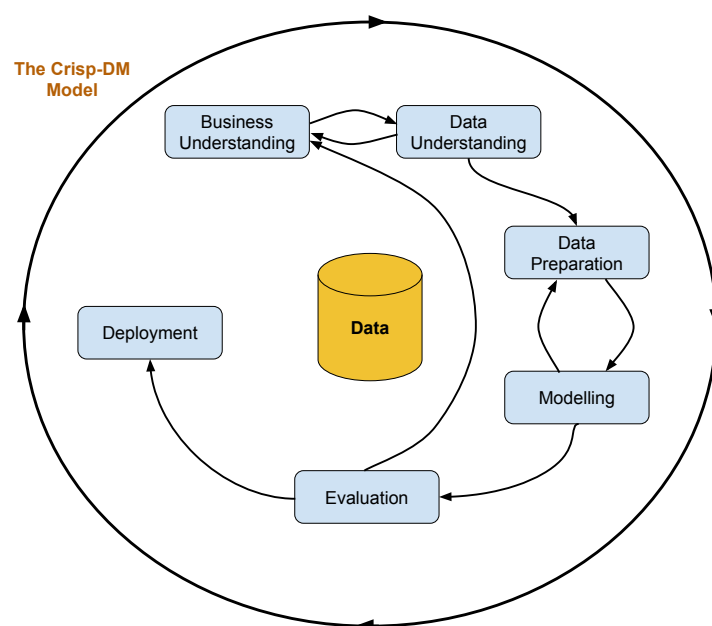 The Crisp-DM
Model
Business
Understanding
Data
Understanding
Data
Preparation
Data
Deployment
Modelling
Evaluation